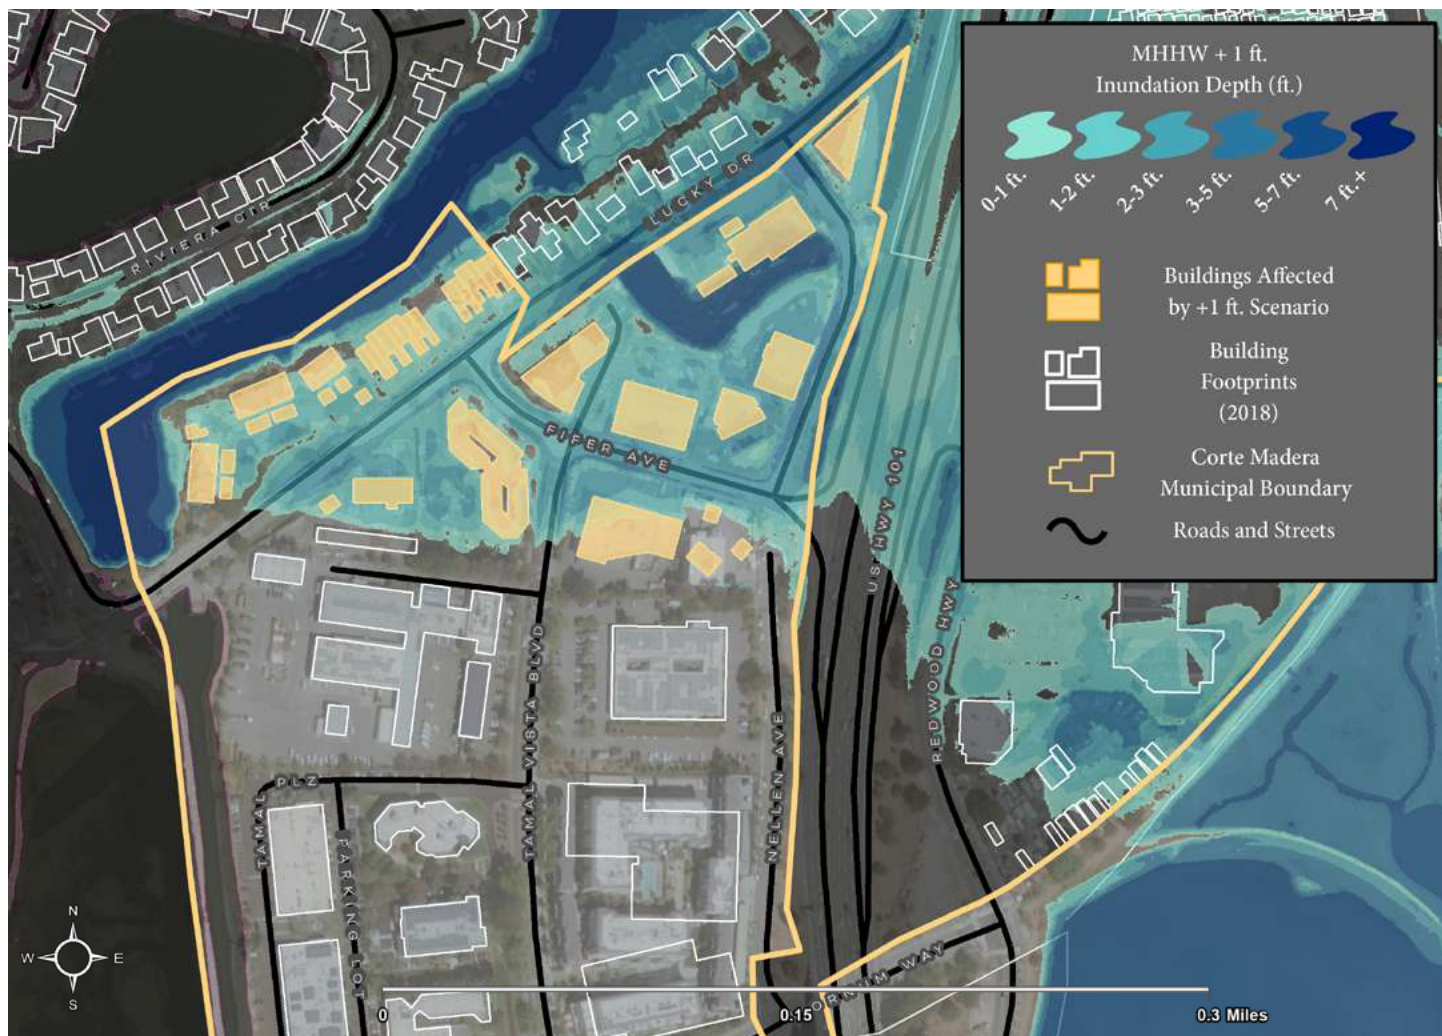 MHHW + 1 ft.
Inundation Depth (ft.)
0-1 ft.
1-2 ft.
2-3 ft.
3-5 ft.
5-7 ft.
7 ft.+
Buildings Affected
by +1 ft. Scenario
Building
Footprints
(2018)
Corte Madera
Municipal Boundary
Roads and Streets
RIVIERA CIR
LUCKY DR
FIFER AVE
US HWY 101
REDWOOD HWY
TAMAL VISTA BLVD
NELLEN AVE
TAMAL PLZ
PARKING LOT
ORNUM WAY
N
W
E
S
0
0.15
0.3 Miles